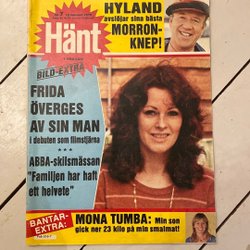 HYLAND
avslöjar sina bästa
MORRON-
KNEP!
Hänt
BILD-EXTRA
FRIDA
ÖVERGES
AV SIN MAN
i debuten som filmstjärna
***
ABBA-skilsmässan
"Familjen har haft
ett helvete"
BANTAR-
EXTRA:
MONA TUMBA: Min son
gick ner 23 kilo på min smalmat!